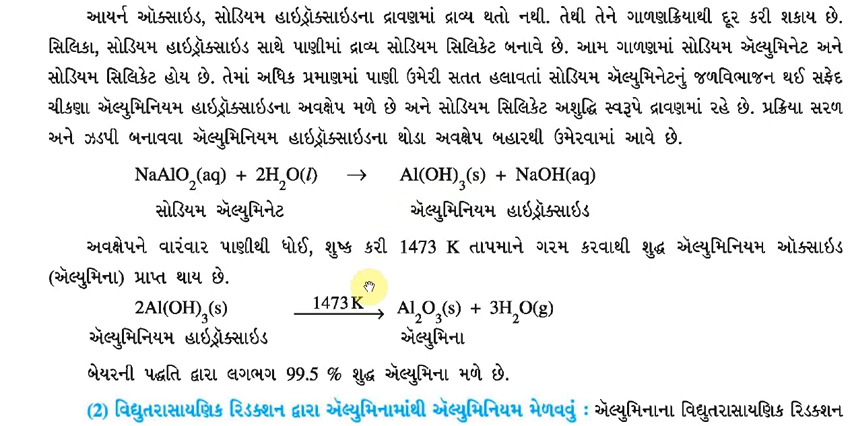 આયર્ન ઑક્સાઇડ, સોડિયમ હાઇડ્રૉક્સાઇડના દ્રાવણમાં દ્રાવ્ય થતો નથી. તેથી તેને ગાળણક્રિયાથી દૂર કરી શકાય છે.
સિલિકા, સોડિયમ હાઇડ્રૉક્સાઇડ સાથે પાણીમાં દ્રાવ્ય સોડિયમ સિલિકેટ બનાવે છે. આમ ગાળણમાં સોડિયમ ઍલ્યુમિનેટ અને
સોડિયમ સિલિકેટ હોય છે. તેમાં અધિક પ્રમાણમાં પાણી ઉમેરી સતત હલાવતાં સોડિયમ ઍલ્યુમિનેટનું જળવિભાજન થઈ સફેદ
ચીકણા ઍલ્યુમિનિયમ હાઇડ્રૉક્સાઇડના અવક્ષેપ મળે છે અને સોડિયમ સિલિકેટ અશુદ્ધિ સ્વરૂપે દ્રાવણમાં રહે છે. પ્રક્રિયા સરળ
અને ઝડપી બનાવવા ઍલ્યુમિનિયમ હાઇડ્રૉક્સાઇડના થોડા અવક્ષેપ બહારથી ઉમેરવામાં આવે છે.
NaAlO₂(aq) + 2H₂O(l) → Al(OH)₃(s) + NaOH(aq)
સોડિયમ ઍલ્યુમિનેટ ઍલ્યુમિનિયમ હાઇડ્રૉક્સાઇડ
અવક્ષેપને વારંવાર પાણીથી ધોઈ, શુષ્ક કરી 1473 K તાપમાને ગરમ કરવાથી શુદ્ધ ઍલ્યુમિનિયમ ઑક્સાઇડ
(ઍલ્યુમિના) પ્રાપ્ત થાય છે.
2Al(OH)₃(s) 1473 K → Al₂O₃(s) + 3H₂O(g)
ઍલ્યુમિનિયમ હાઇડ્રૉક્સાઇડ ઍલ્યુમિના
બેયરની પદ્ધતિ દ્વારા લગભગ 99.5 % શુદ્ધ ઍલ્યુમિના મળે છે.
(2) વિદ્યુતરાસાયણિક રિડક્શન દ્વારા ઍલ્યુમિનામાંથી ઍલ્યુમિનિયમ મેળવવું : ઍલ્યુમિનાના વિદ્યુતરાસાયણિક રિડક્શન